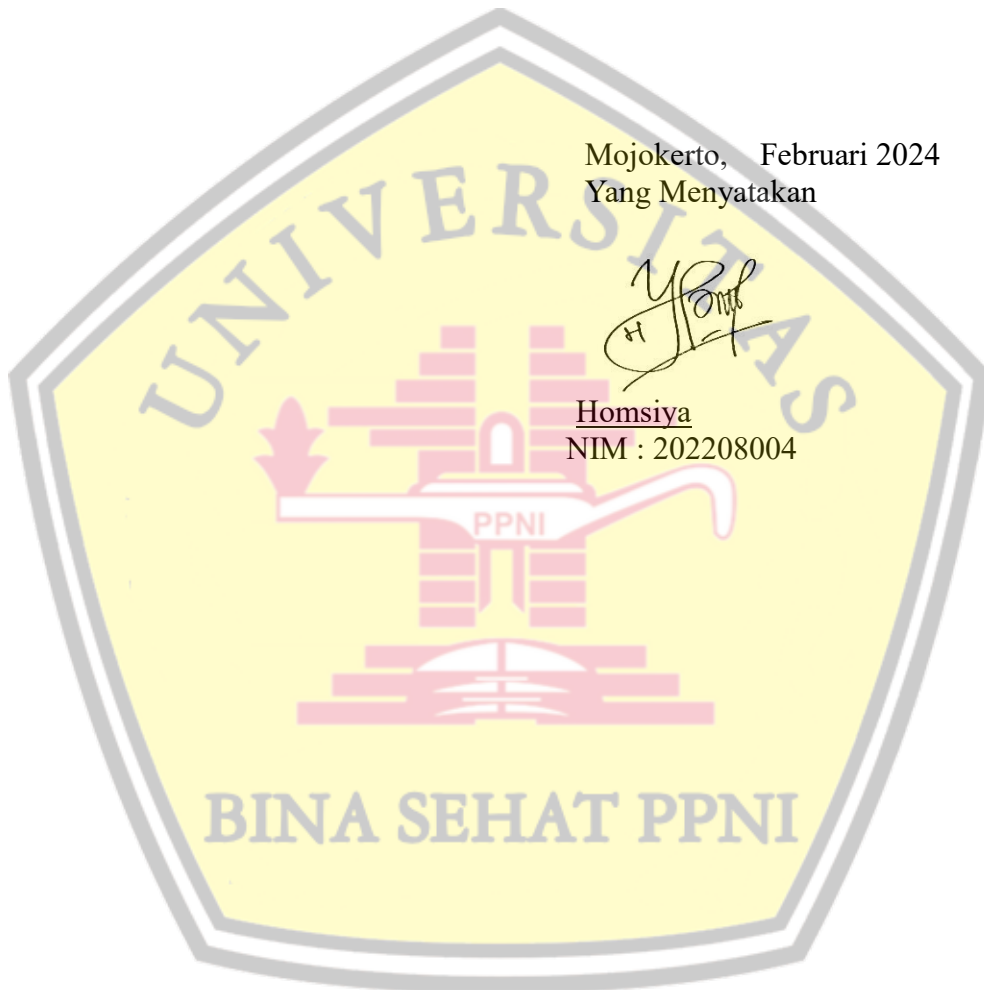 Mojokerto, Februari 2024
Yang Menyatakan
UNIVERSITAS
Homsiya
NIM : 202208004
PPNI
BINA SEHAT PPNI